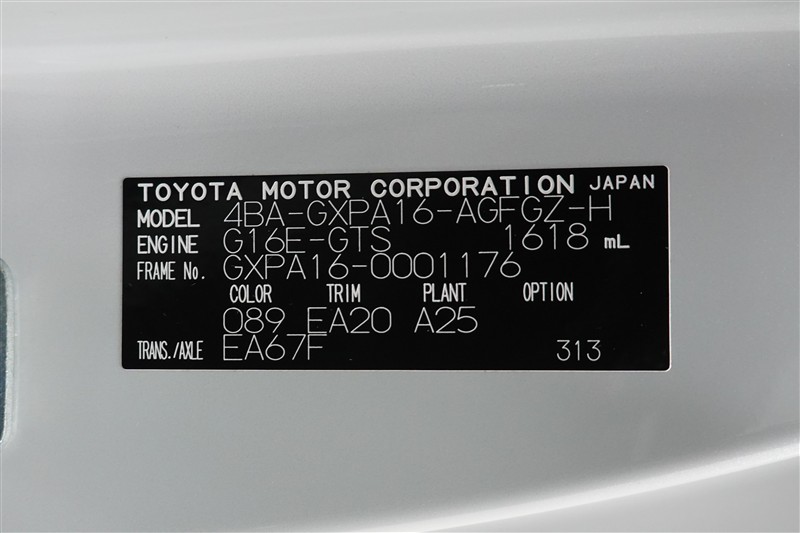 TOYOTA MOTOR CORPORATION JAPAN
MODEL 4BA-GXPA16-AGFGZ-H
ENGINE G16E-GTS 1618 mL
FRAME No. GXPA16-0001176
COLOR TRIM PLANT OPTION
089 EA20 A25
TRANS./AXLE EA67F 313